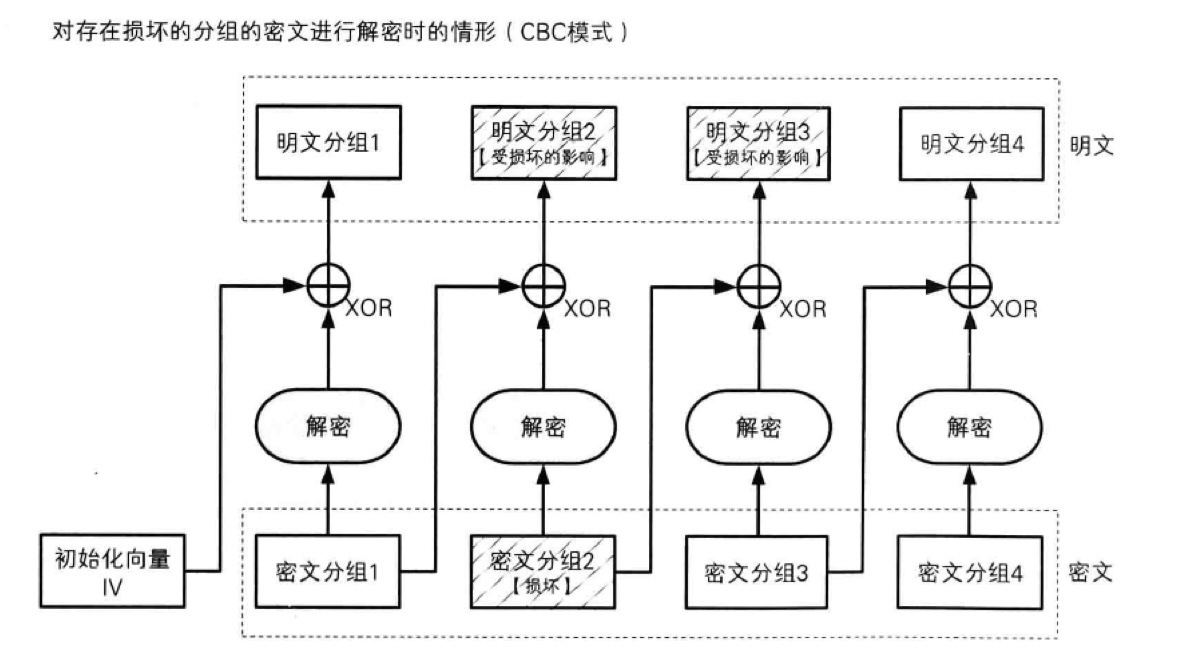 对存在损坏的分组的密文进行解密时的情形（CBC模式）
明文分组1
明文分组2
【受损坏的影响】
明文分组3
【受损坏的影响】
明文分组4
明文
XOR
XOR
XOR
XOR
解密
解密
解密
解密
初始化向量
IV
密文分组1
密文分组2
【损坏】
密文分组3
密文分组4
密文